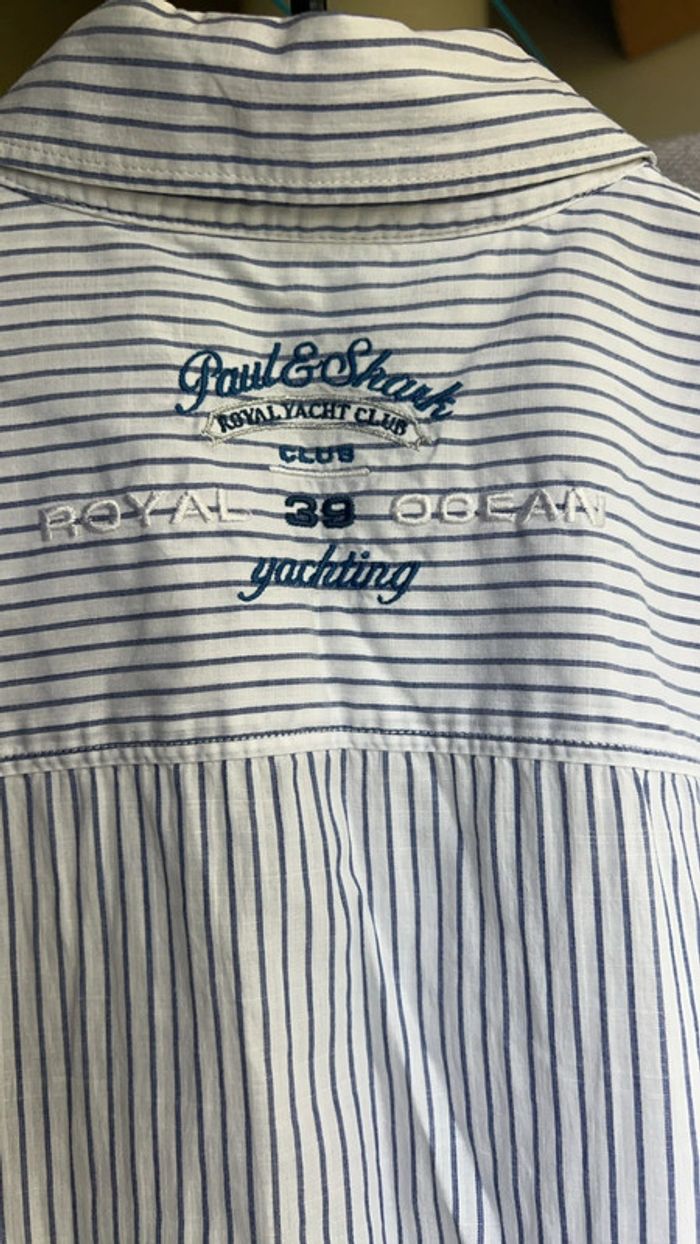 Paul & Shark
ROYAL YACHT CLUB
CLUB
ROYAL 39 OCEAN
yachting